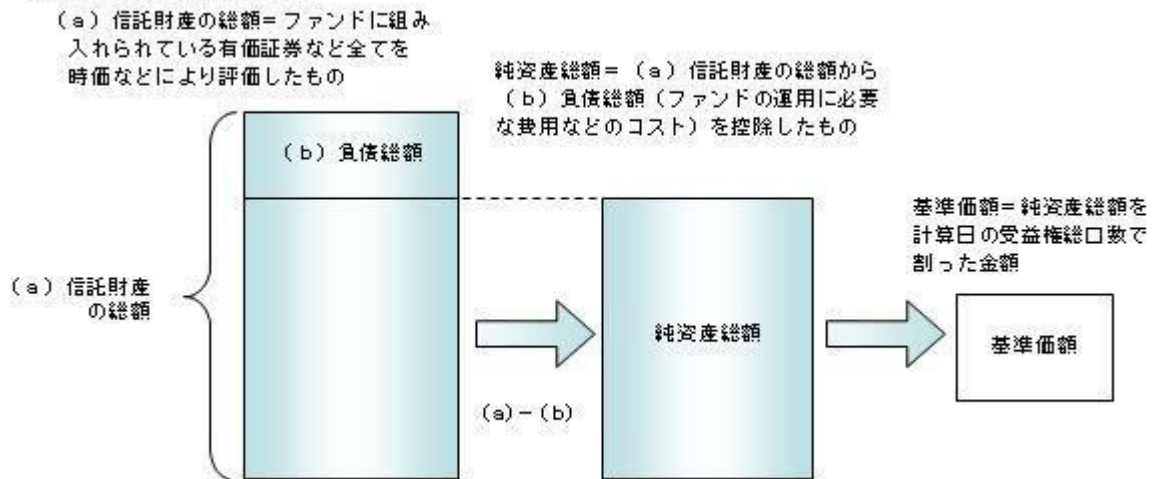 (a)信託財産の総額=ファンドに組み
入れられている有価証券など全てを
時価などにより評価したもの
純資産総額=(a)信託財産の総額から
(b)負債総額(ファンドの運用に必要
な費用などのコスト)を控除したもの
(b)負債総額
基準価額=純資産総額を
計算日の受益権総口数で
割った金額
(a)信託財産
の総額
純資産総額
基準価額
(a)-(b)